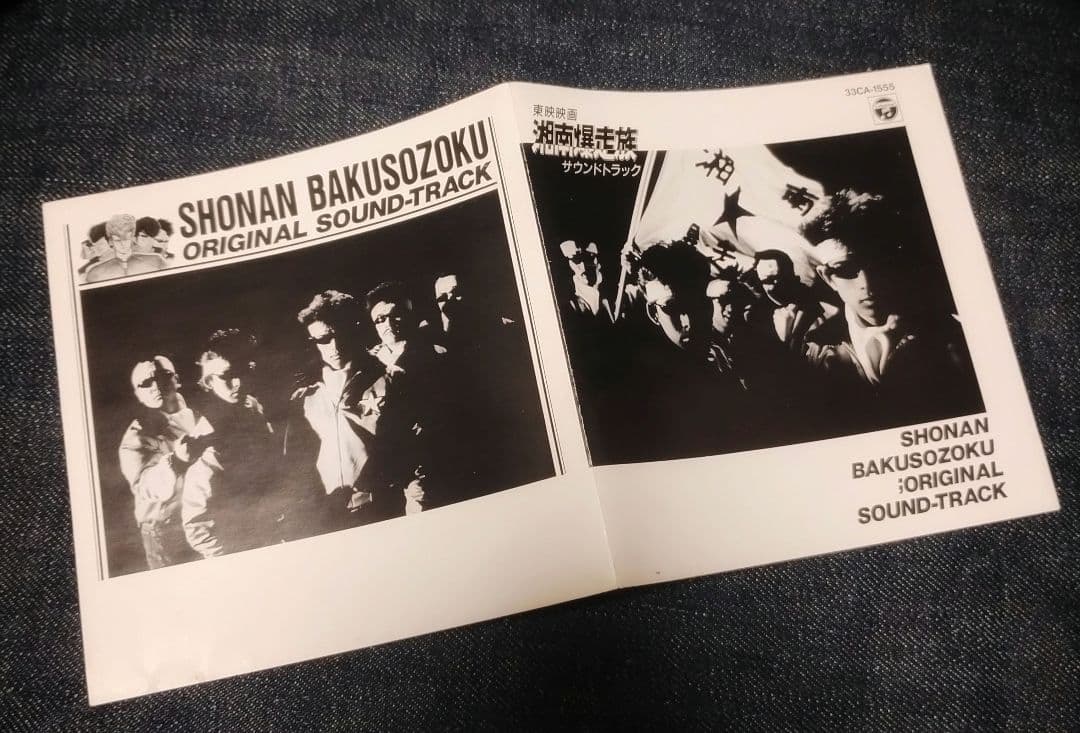 SHONAN BAKUSOZOKU
ORIGINAL SOUND-TRACK
33CA-1555
東映映画
湘南爆走族
サウンドトラック
SHONAN
BAKUSOZOKU
;ORIGINAL
SOUND-TRACK